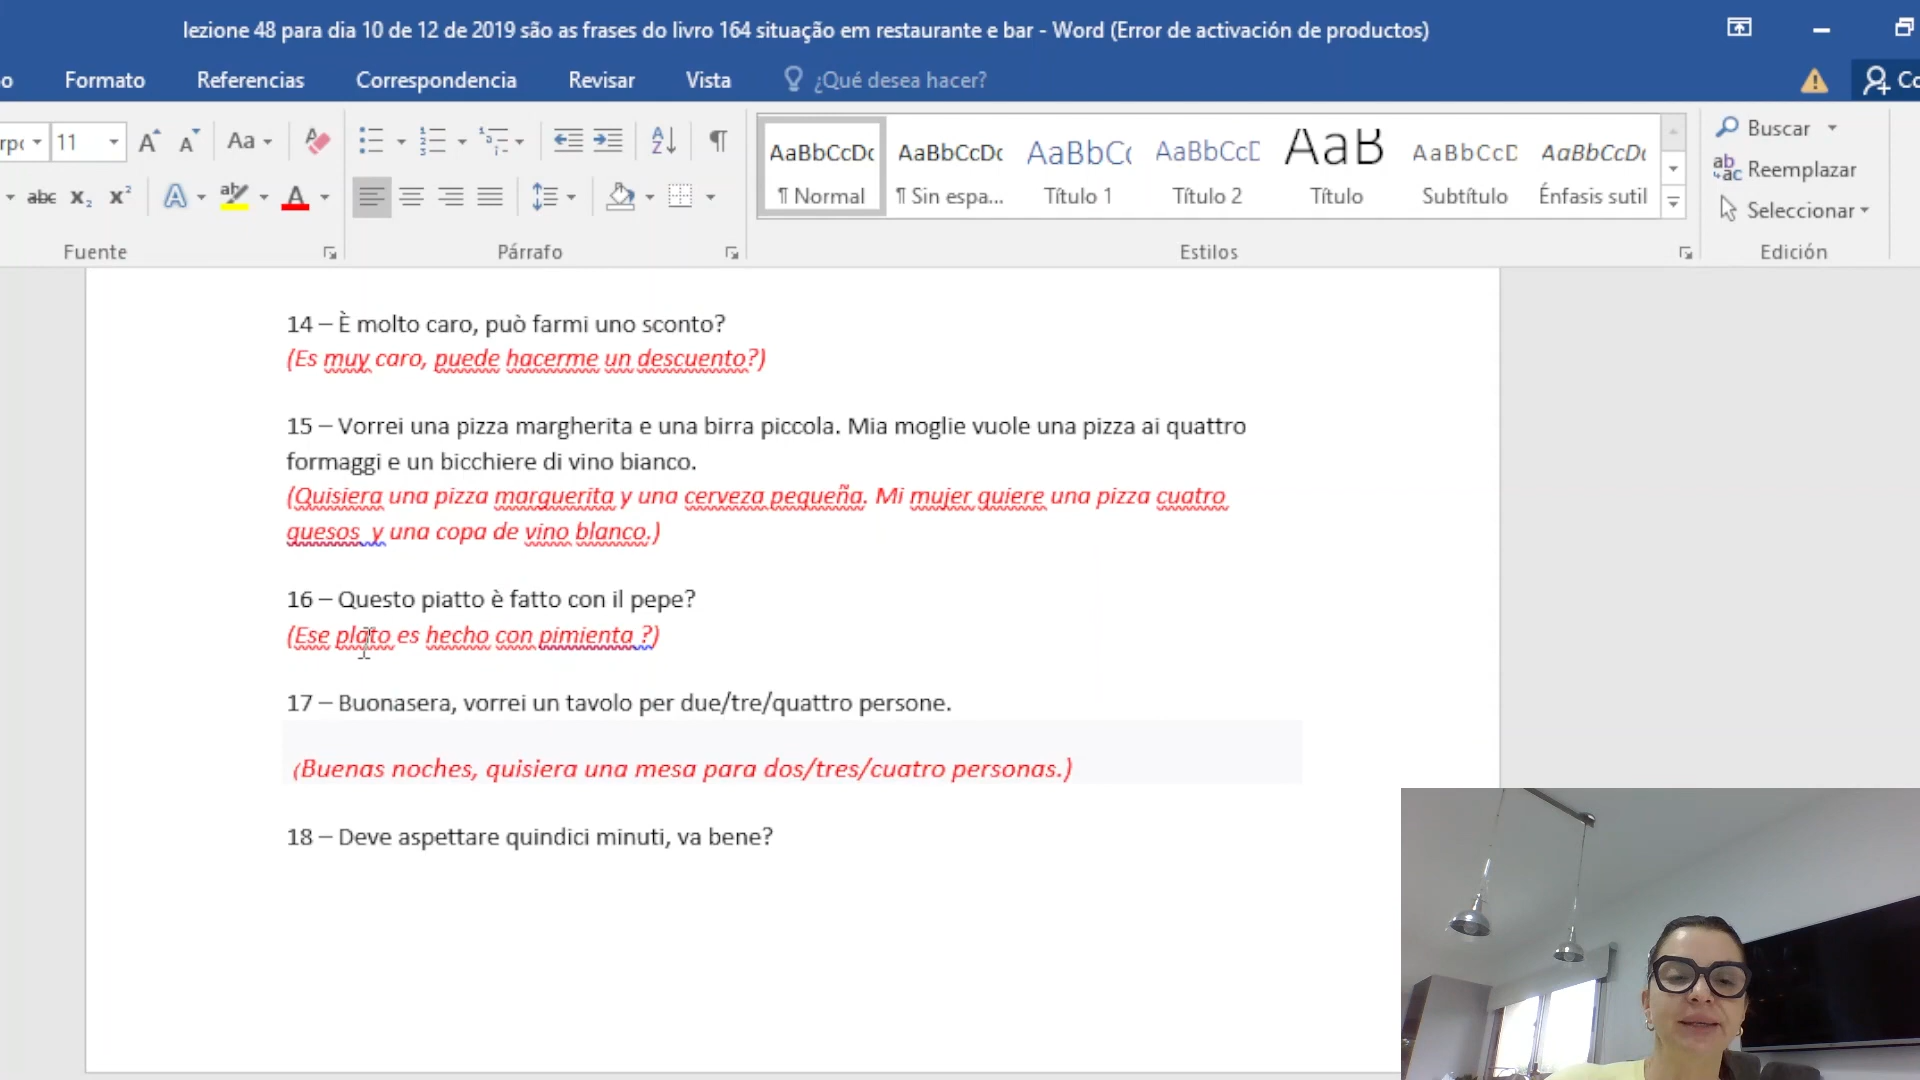 lezione 48 para dia 10 de 12 de 2019 são as frases do livro 164 situação em restaurante e bar - Word (Error de activación de productos)
Formato Referencias Correspondencia Revisar Vista ¿Qué desea hacer?
11 Aa
abc X₂ X² A ab A
AaBbCcDc AaBbCcDc AaBbC AaBbCcD AaB AaBbCcD AaBbCcDc
¶ Normal ¶ Sin espa... Título 1 Título 2 Título Subtítulo Énfasis sutil
Buscar
Reemplazar
Seleccionar
Fuente Párrafo Estilos Edición
14 – È molto caro, può farmi uno sconto?
(Es muy caro, puede hacerme un descuento?)
15 – Vorrei una pizza margherita e una birra piccola. Mia moglie vuole una pizza ai quattro
formaggi e un bicchiere di vino bianco.
(Quisiera una pizza marguerita y una cerveza pequeña. Mi mujer quiere una pizza cuatro
quesos y una copa de vino blanco.)
16 – Questo piatto è fatto con il pepe?
(Ese plato es hecho con pimienta ?)
17 – Buonasera, vorrei un tavolo per due/tre/quattro persone.
(Buenas noches, quisiera una mesa para dos/tres/cuatro personas.)
18 – Deve aspettare quindici minuti, va bene?